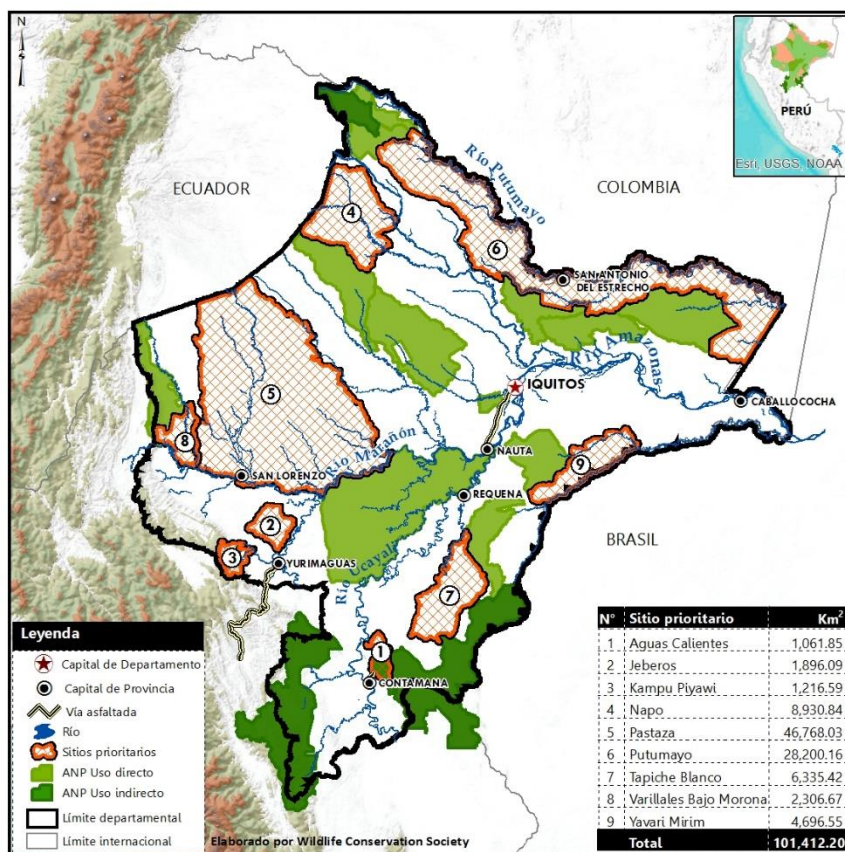 N
PERÚ
Esri, USGS, NOAA
ECUADOR
COLOMBIA
Río Putumayo
4
6
SAN ANTONIO
DEL ESTRECHO
5
Río Amazonas
IQUITOS
CABALLOCOCHA
8
Río Marañón
NAUTA
9
SAN LORENZO
REQUENA
2
BRASIL
3
YURIMAGUAS
Río Ucayali
7
1
CONTAMANA
Leyenda
Capital de Departamento
Capital de Provincia
Vía asfaltada
Río
Sitios prioritarios
ANP Uso directo
ANP Uso indirecto
Límite departamental
Límite internacional
Elaborado por Wildlife Conservation Society
N° Sitio prioritario Km²
1 Aguas Calientes 1,061.85
2 Jeberos 1,896.09
3 Kampu Piyawi 1,216.59
4 Napo 8,930.84
5 Pastaza 46,768.03
6 Putumayo 28,200.16
7 Tapiche Blanco 6,335.42
8 Varillales Bajo Morona 2,306.67
9 Yavari Mirim 4,696.55
Total 101,412.20